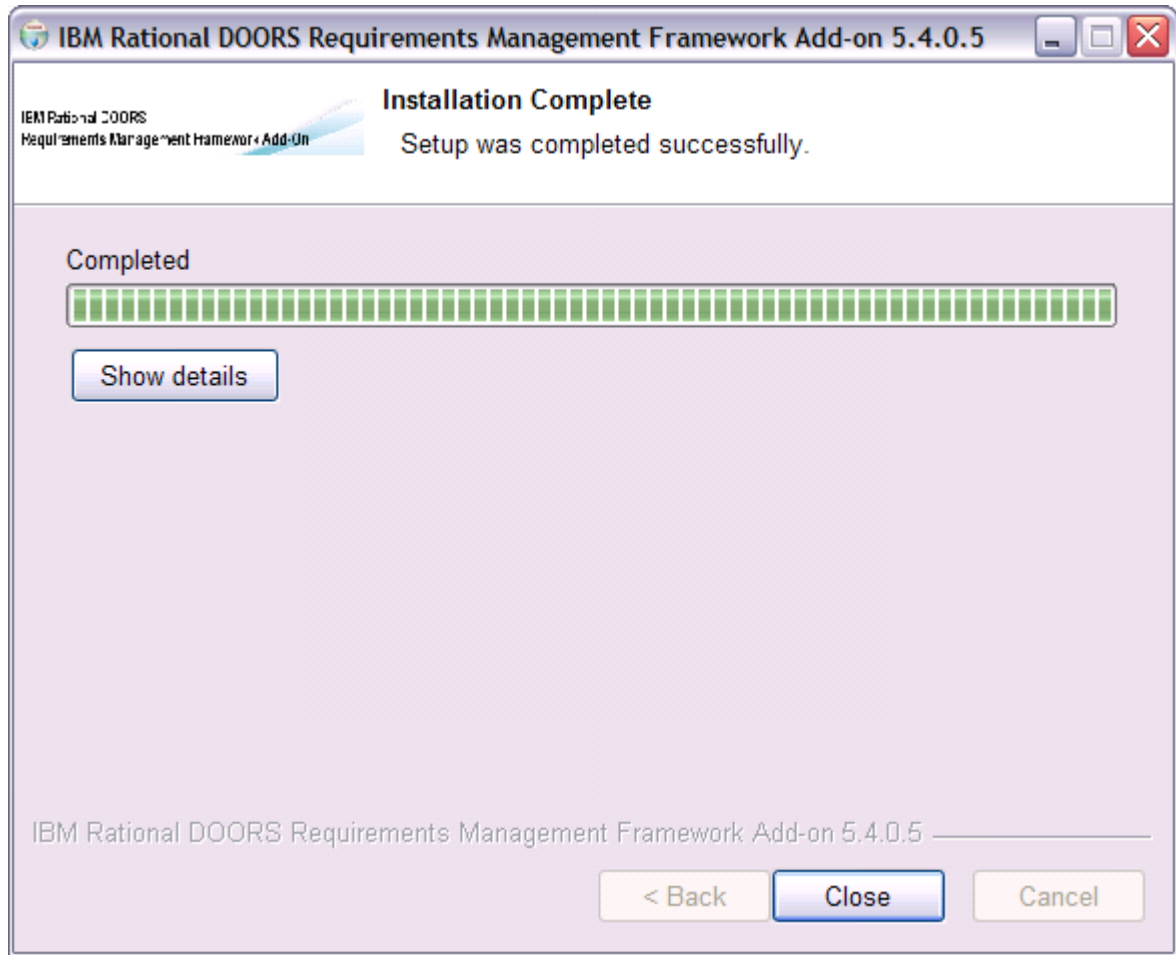 IBM Rational DOORS Requirements Management Framework Add-on 5.4.0.5
IBM Rational DOORS
Requirements Management Framework Add-On
Installation Complete
Setup was completed successfully.
Completed
Show details
IBM Rational DOORS Requirements Management Framework Add-on 5.4.0.5
< Back
Close
Cancel